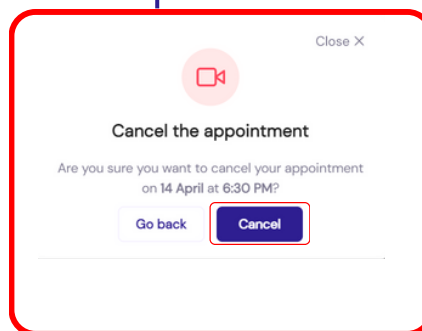 Close ×
Cancel the appointment
Are you sure you want to cancel your appointment
on 14 April at 6:30 PM?
Go back
Cancel